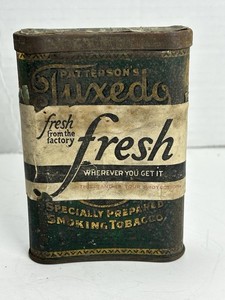 PATTERSON'S
Tuxedo
fresh
from the
factory
fresh
WHEREVER YOU GET IT
SPECIALLY PREPARED
SMOKING TOBACCO